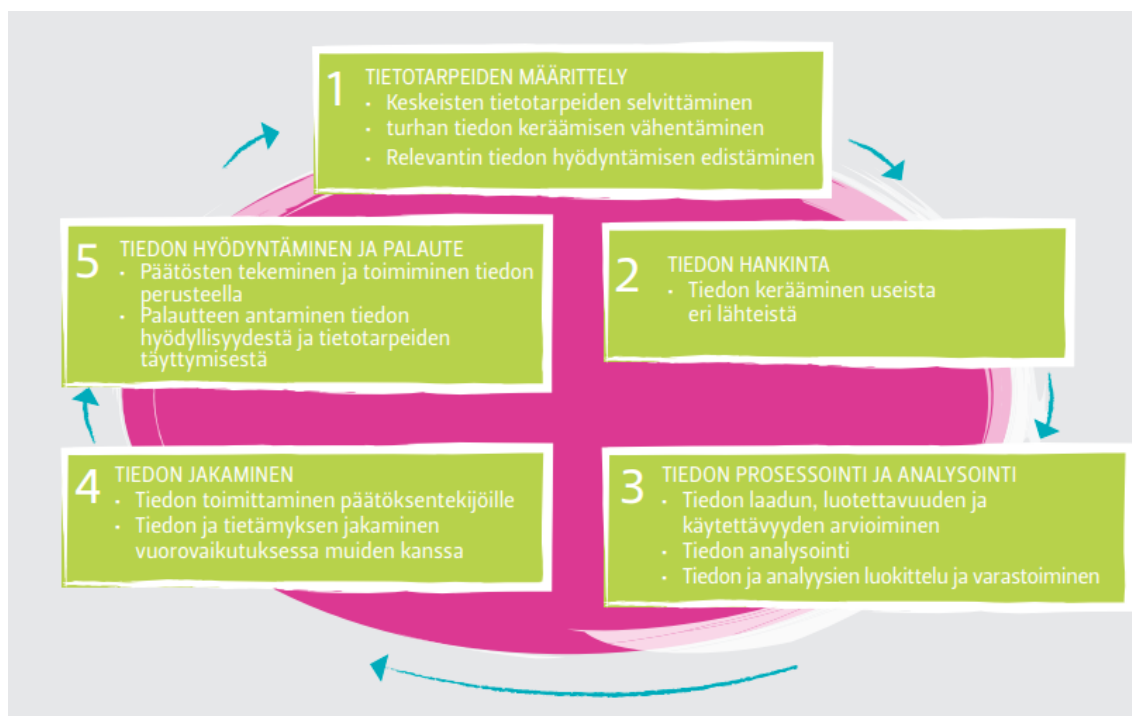 1
TIETOTARPEIDEN MÄÄRITTELY
• Keskeisten tietotarpeiden selvittäminen
• turhan tiedon keräämisen vähentäminen
• Relevantin tiedon hyödyntämisen edistäminen
2
TIEDON HANKINTA
• Tiedon kerääminen useista
eri lähteistä
3
TIEDON PROSESSOINTI JA ANALYSOINTI
• Tiedon laadun, luotettavuuden ja
käytettävyyden arvioiminen
• Tiedon analysointi
• Tiedon ja analyysien luokittelu ja varastoiminen
4
TIEDON JAKAMINEN
• Tiedon toimittaminen päätöksentekijöille
• Tiedon ja tietämyksen jakaminen
vuorovaikutuksessa muiden kanssa
5
TIEDON HYÖDYNTÄMINEN JA PALAUTE
• Päätösten tekeminen ja toimiminen tiedon
perusteella
• Palautteen antaminen tiedon
hyödyllisyydestä ja tietotarpeiden
täyttymisestä